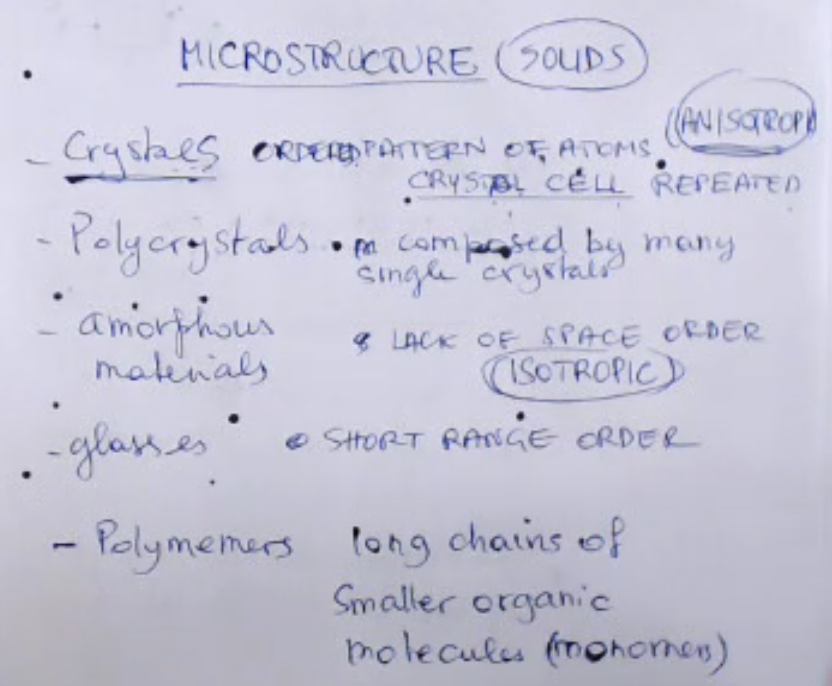 MICROSTRUCTURE SOLIDS
(ANISOTROPI
- Crystals ORDERED PATTERN OF ATOMS
CRYSTAL CELL REPEATED
- Polycrystals composed by many
single crystals
- amorphous LACK OF SPACE ORDER
materials (ISOTROPIC)
- glasses SHORT RANGE ORDER
- Polymemers long chains of
smaller organic
molecules (monomers)